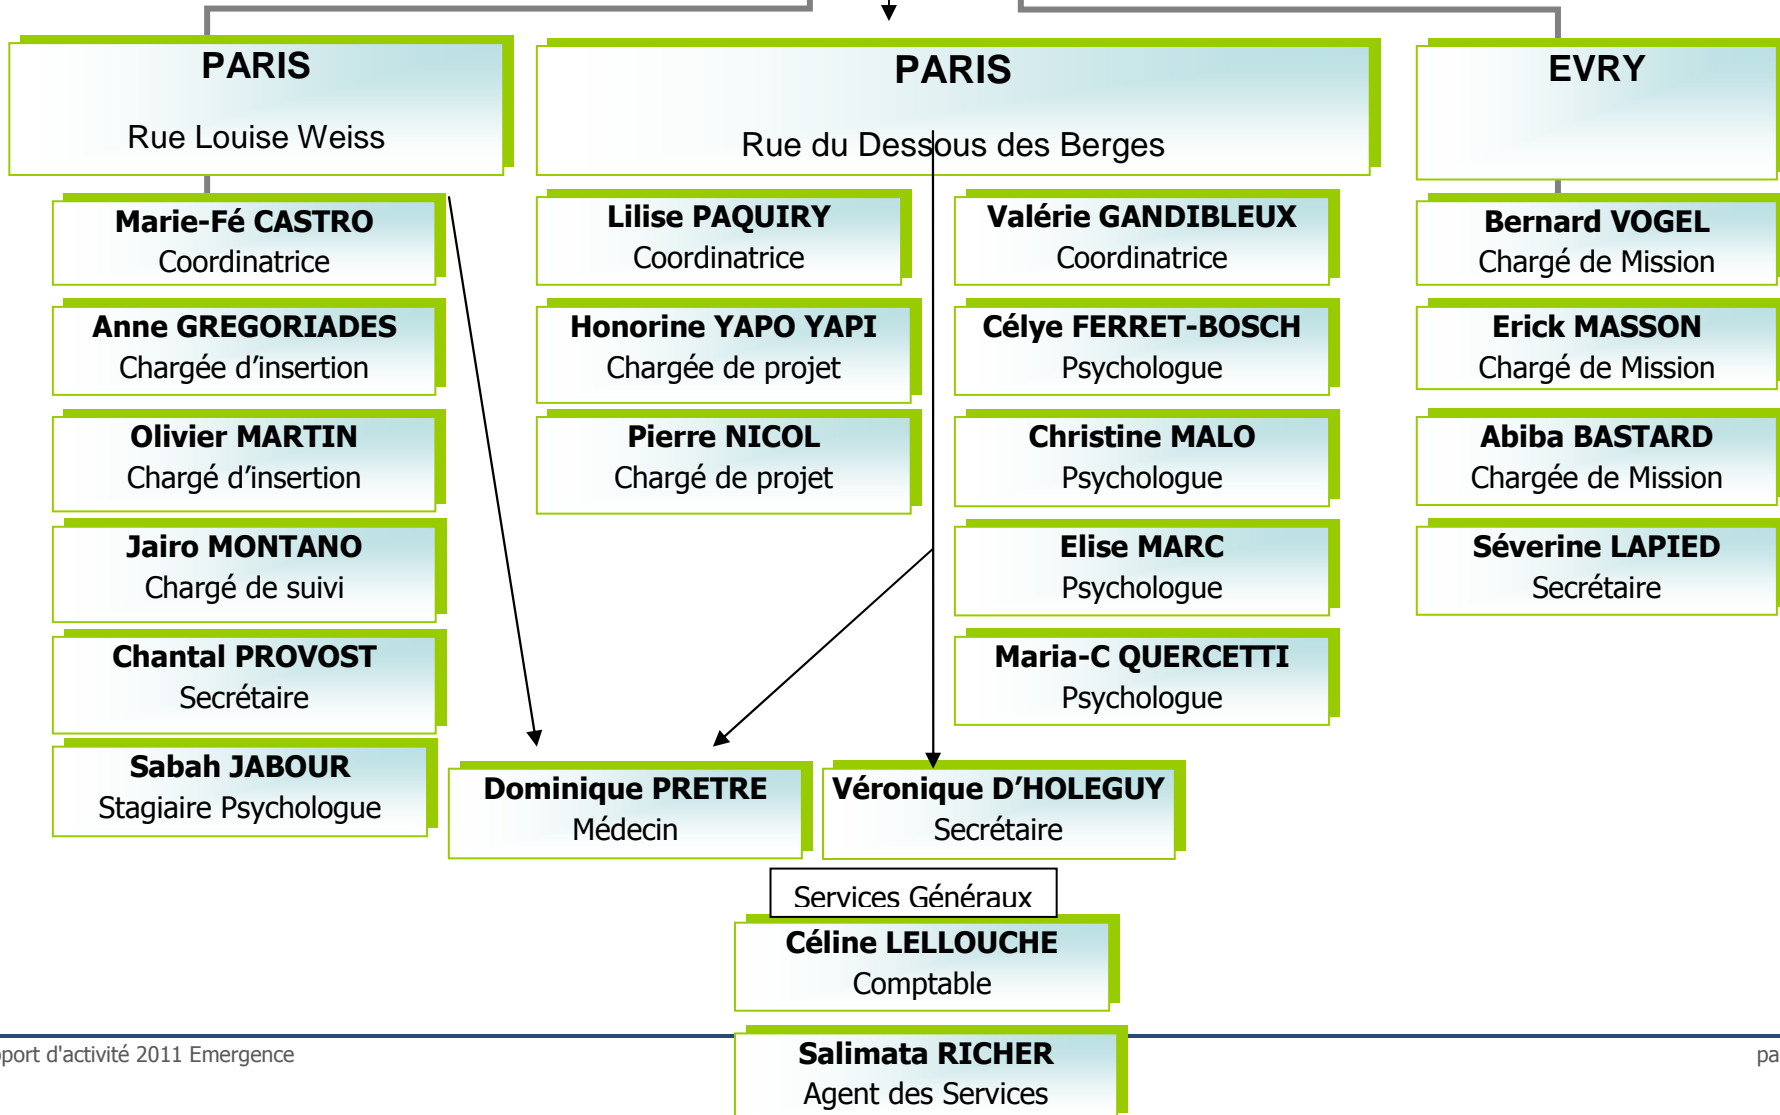 PARIS
Rue Louise Weiss
Marie-Fé CASTRO
Coordinatrice
Anne GREGORIADES
Chargée d’insertion
Olivier MARTIN
Chargé d’insertion
Jairo MONTANO
Chargé de suivi
Chantal PROVOST
Secrétaire
Sabah JABOUR
Stagiaire Psychologue
PARIS
Rue du Dessous des Berges
Lilise PAQUIRY
Coordinatrice
Honorine YAPO YAPI
Chargée de projet
Pierre NICOL
Chargé de projet
Valérie GANDIBLEUX
Coordinatrice
Célye FERRET-BOSCH
Psychologue
Christine MALO
Psychologue
Elise MARC
Psychologue
Maria-C QUERCETTI
Psychologue
EVRY
Bernard VOGEL
Chargé de Mission
Erick MASSON
Chargé de Mission
Abiba BASTARD
Chargée de Mission
Séverine LAPIED
Secrétaire
Dominique PRETRE
Médecin
Véronique D’HOLEGUY
Secrétaire
Services Généraux
Céline LELLOUCHE
Comptable
Salimata RICHER
Agent des Services
port d'activité 2011 Emergence
pa